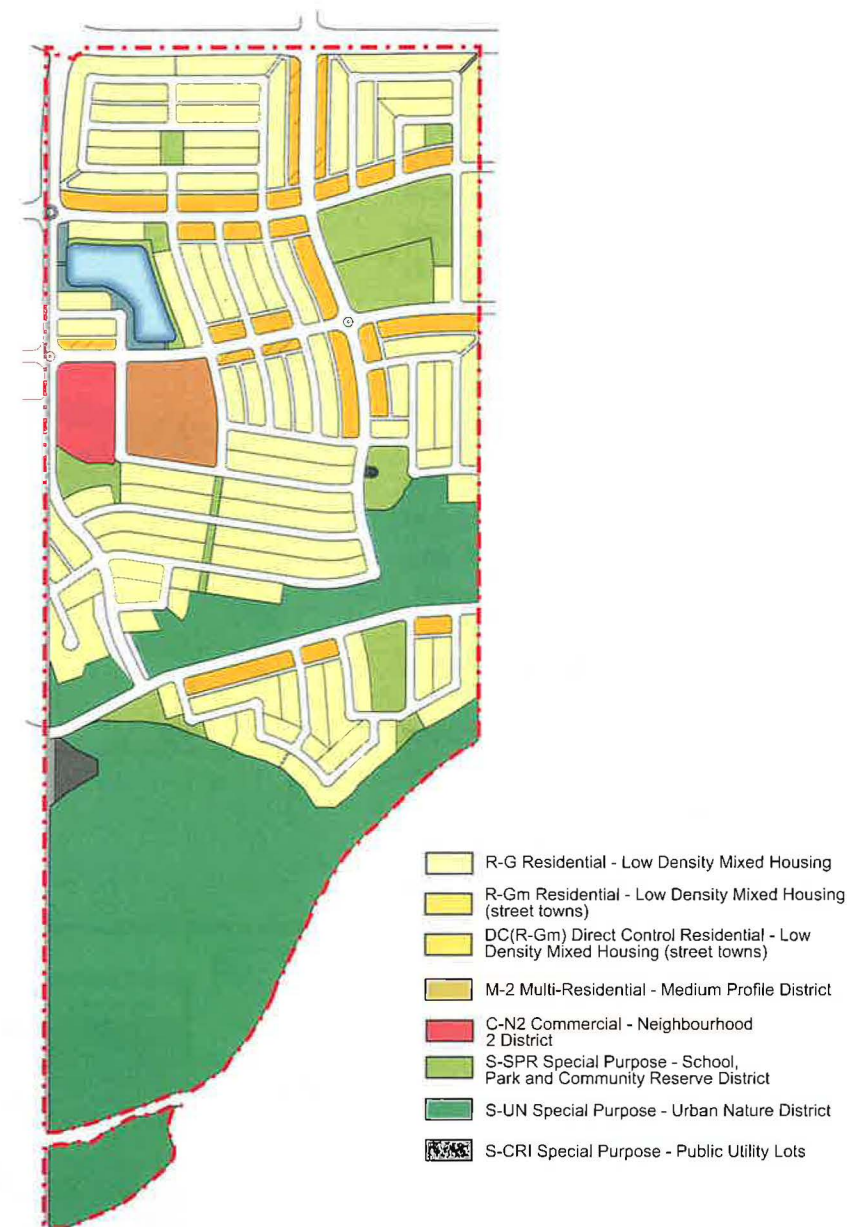 R-G Residential - Low Density Mixed Housing
R-Gm Residential - Low Density Mixed Housing
(street towns)
DC(R-Gm) Direct Control Residential - Low
Density Mixed Housing (street towns)
M-2 Multi-Residential - Medium Profile District
C-N2 Commercial - Neighbourhood
2 District
S-SPR Special Purpose - School,
Park and Community Reserve District
S-UN Special Purpose - Urban Nature District
S-CRI Special Purpose - Public Utility Lots